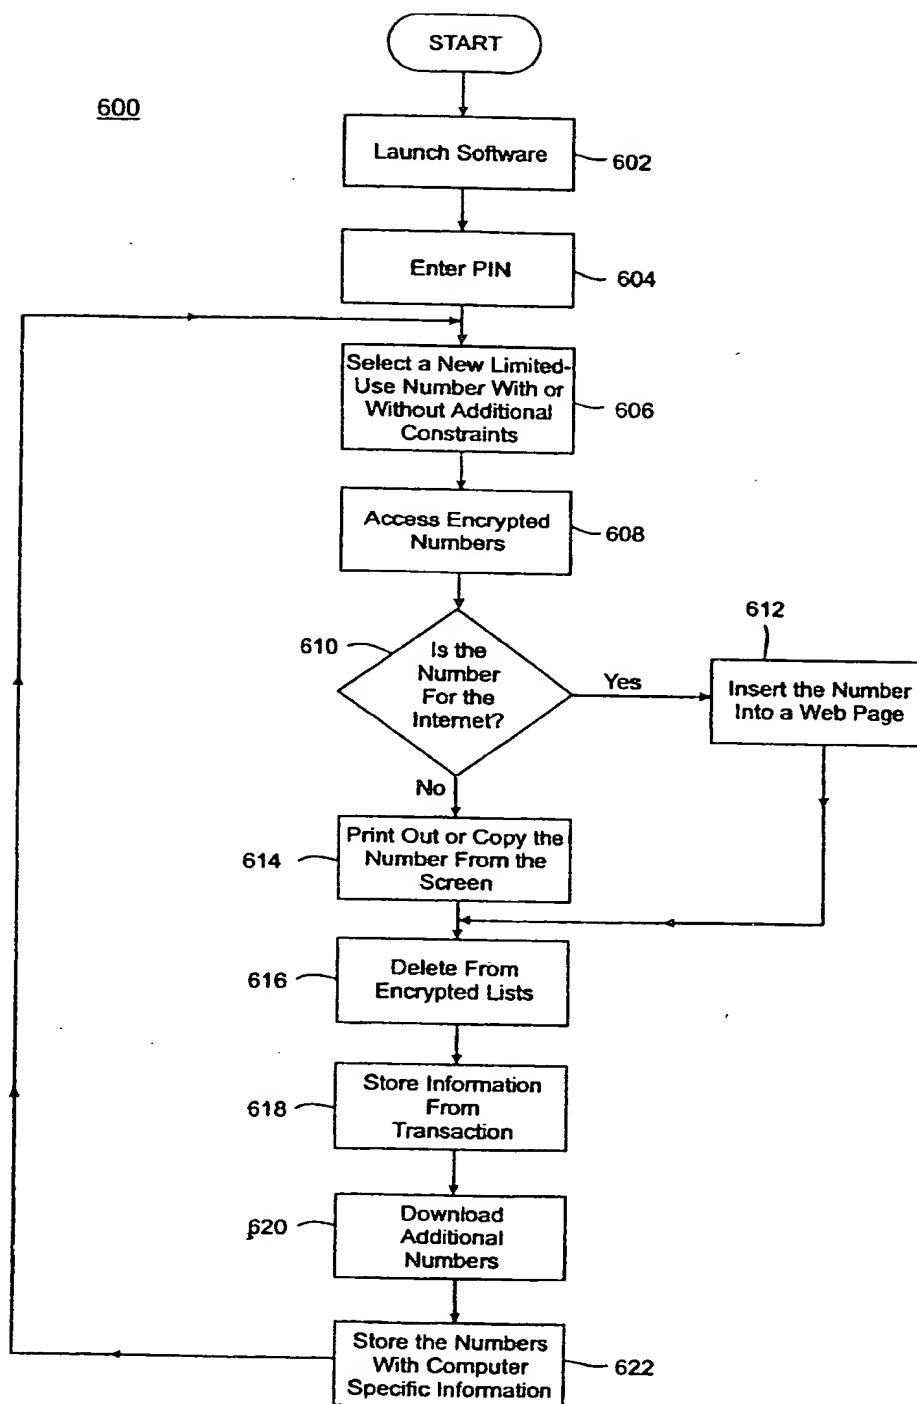 START
600
Launch Software
602
Enter PIN
604
Select a New Limited-
Use Number With or
Without Additional
Constraints
606
Access Encrypted
Numbers
608
610
Is the
Number
For the
Internet?
Yes
612
Insert the Number
Into a Web Page
No
614
Print Out or Copy the
Number From the
Screen
616
Delete From
Encrypted Lists
618
Store Information
From
Transaction
620
Download
Additional
Numbers
Store the Numbers
With Computer
Specific Information
622